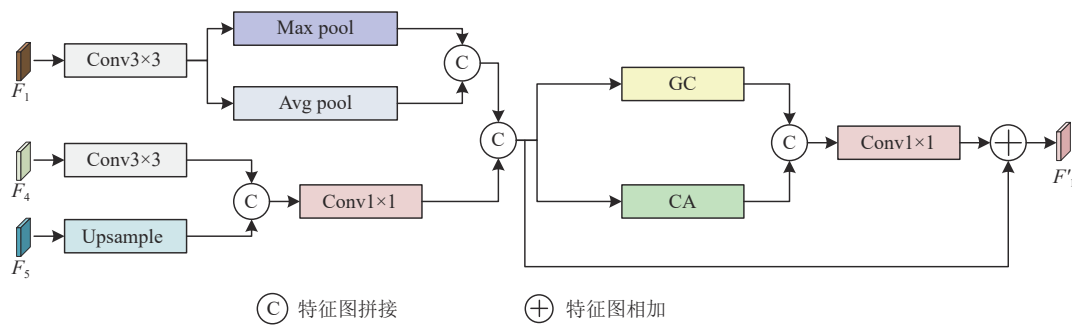 Max pool
Conv3×3
C
F₁
Avg pool
GC
C
C
Conv1×1
Conv3×3
F₄
C
Conv1×1
CA
F'₁
Upsample
F₅
C 特征图拼接
+ 特征图相加